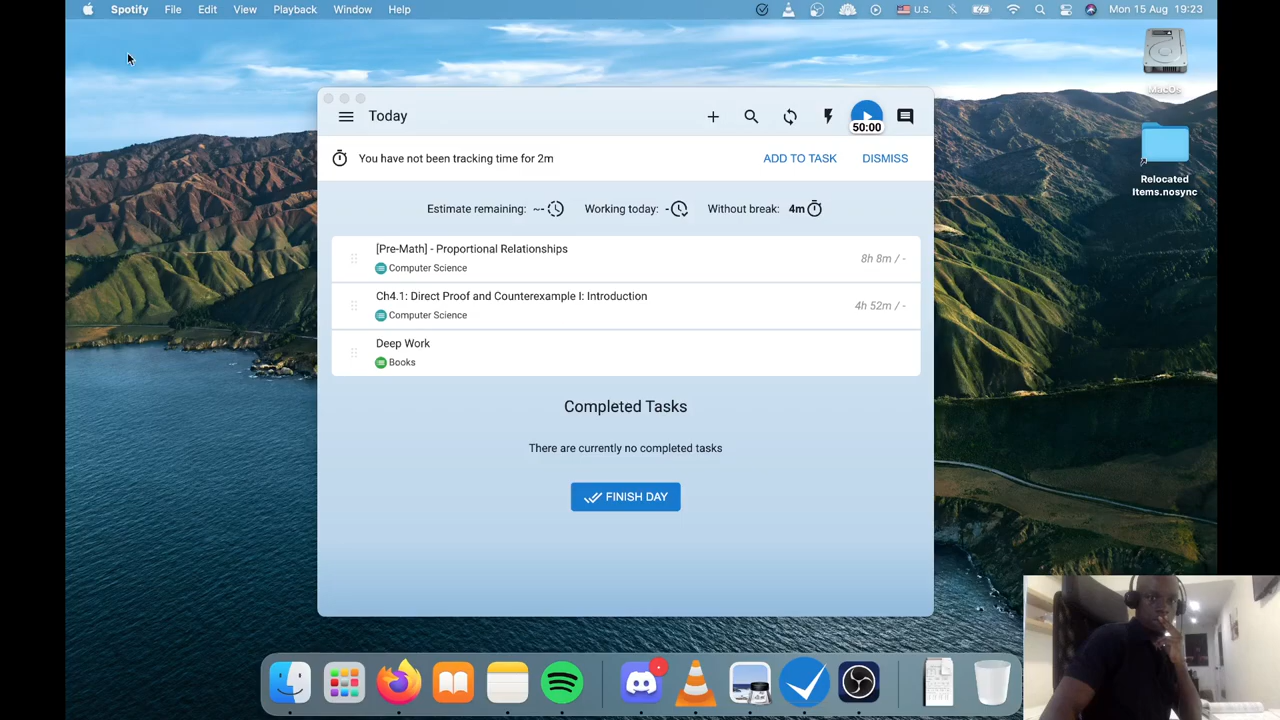 Spotify File Edit View Playback Window Help U.S. Mon 15 Aug 19:23
MacOs
Relocated
Items.nosync
Today
50:00
You have not been tracking time for 2m ADD TO TASK DISMISS
Estimate remaining: ~- Working today: - Without break: 4m
[Pre-Math] - Proportional Relationships
Computer Science
8h 8m / -
Ch4.1: Direct Proof and Counterexample I: Introduction
Computer Science
4h 52m / -
Deep Work
Books
Completed Tasks
There are currently no completed tasks
FINISH DAY